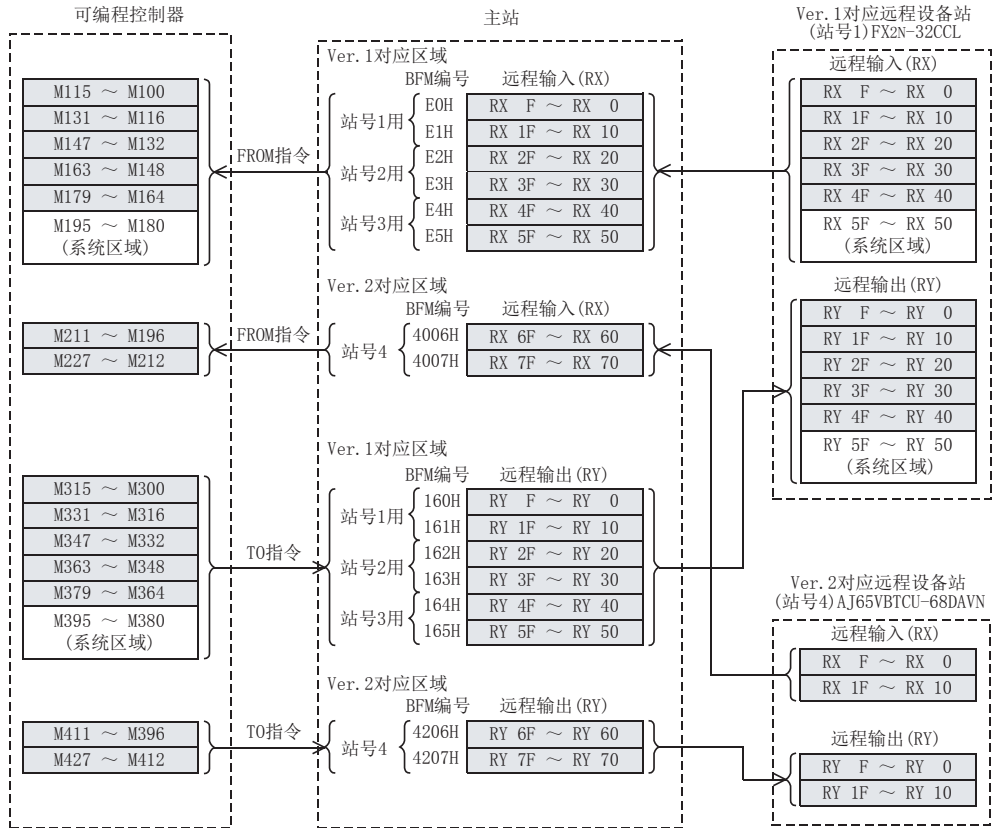 可编程控制器
M115 ～ M100
M131 ～ M116
M147 ～ M132
M163 ～ M148
M179 ～ M164
M195 ～ M180
(系统区域)
M211 ～ M196
M227 ～ M212
M315 ～ M300
M331 ～ M316
M347 ～ M332
M363 ～ M348
M379 ～ M364
M395 ～ M380
(系统区域)
M411 ～ M396
M427 ～ M412
FROM指令
FROM指令
TO指令
TO指令
主站
Ver.1对应区域
BFM编号 远程输入(RX)
站号1用
E0H RX F ～ RX 0
E1H RX 1F ～ RX 10
站号2用
E2H RX 2F ～ RX 20
E3H RX 3F ～ RX 30
站号3用
E4H RX 4F ～ RX 40
E5H RX 5F ～ RX 50
Ver.2对应区域
BFM编号 远程输入(RX)
站号4
4006H RX 6F ～ RX 60
4007H RX 7F ～ RX 70
Ver.1对应区域
BFM编号 远程输出(RY)
站号1用
160H RY F ～ RY 0
161H RY 1F ～ RY 10
站号2用
162H RY 2F ～ RY 20
163H RY 3F ～ RY 30
站号3用
164H RY 4F ～ RY 40
165H RY 5F ～ RY 50
Ver.2对应区域
BFM编号 远程输出(RY)
站号4
4206H RY 6F ～ RY 60
4207H RY 7F ～ RY 70
Ver.1对应远程设备站
(站号1)FX2N-32CCL
远程输入(RX)
RX F ～ RX 0
RX 1F ～ RX 10
RX 2F ～ RX 20
RX 3F ～ RX 30
RX 4F ～ RX 40
RX 5F ～ RX 50
(系统区域)
远程输出(RY)
RY F ～ RY 0
RY 1F ～ RY 10
RY 2F ～ RY 20
RY 3F ～ RY 30
RY 4F ～ RY 40
RY 5F ～ RY 50
(系统区域)
Ver.2对应远程设备站
(站号4)AJ65VBTCU-68DAVN
远程输入(RX)
RX F ～ RX 0
RX 1F ～ RX 10
远程输出(RY)
RY F ～ RY 0
RY 1F ～ RY 10